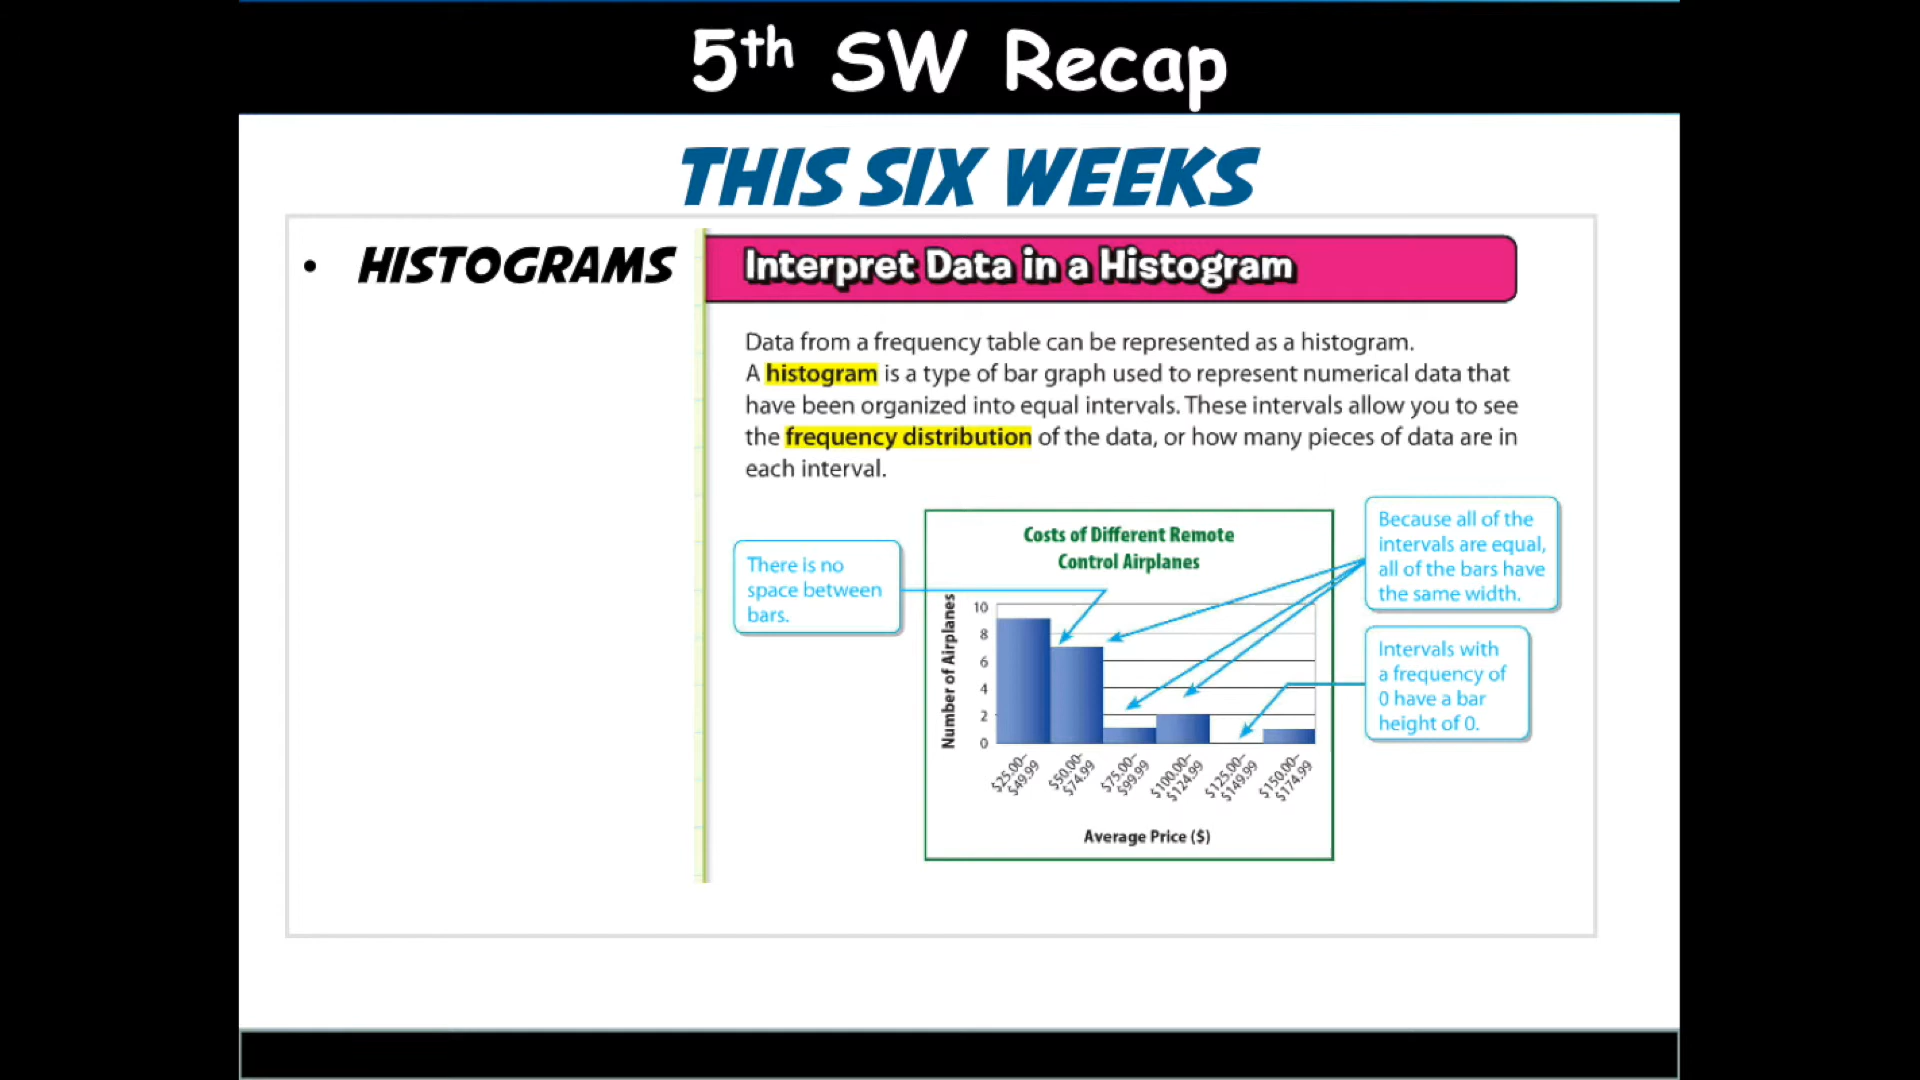 5th SW Recap
THIS SIX WEEKS
• HISTOGRAMS
Interpret Data in a Histogram
Data from a frequency table can be represented as a histogram.
A histogram is a type of bar graph used to represent numerical data that
have been organized into equal intervals. These intervals allow you to see
the frequency distribution of the data, or how many pieces of data are in
each interval.
There is no
space between
bars.
Costs of Different Remote
Control Airplanes
Number of Airplanes
10
8
6
4
2
0
$25.00–
$49.99
$50.00–
$74.99
$75.00–
$99.99
$100.00–
$124.99
$125.00–
$149.99
$150.00–
$174.99
Average Price ($)
Because all of the
intervals are equal,
all of the bars have
the same width.
Intervals with
a frequency of
0 have a bar
height of 0.